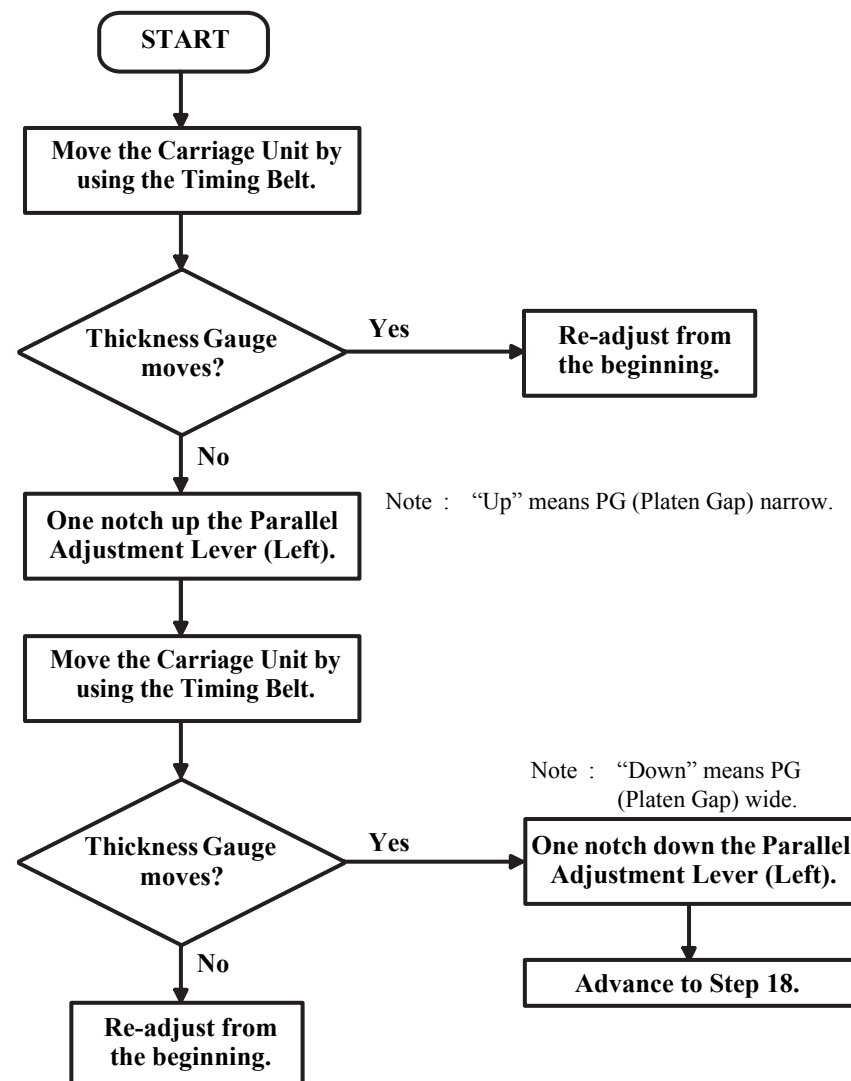 START
Move the Carriage Unit by
using the Timing Belt.
Thickness Gauge
moves?
Yes
Re-adjust from
the beginning.
No
One notch up the Parallel
Adjustment Lever (Left).
Note : “Up” means PG (Platen Gap) narrow.
Move the Carriage Unit by
using the Timing Belt.
Thickness Gauge
moves?
Yes
Note : “Down” means PG
(Platen Gap) wide.
One notch down the Parallel
Adjustment Lever (Left).
Advance to Step 18.
No
Re-adjust from
the beginning.